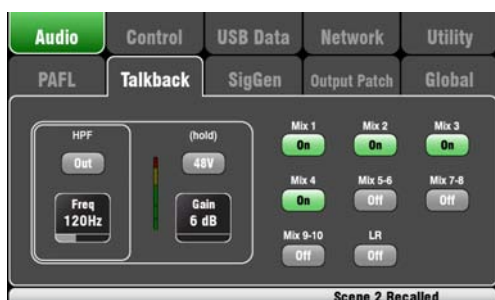 Audio Control USB Data Network Utility
PAFL Talkback SigGen Output Patch Global
HPF (hold) Mix 1 Mix 2 Mix 3
Out 48V On On On
Mix 4 Mix 5-6 Mix 7-8
Freq Gain On Off Off
120Hz 6 dB
Mix 9-10 LR
Off Off
Scene 2 Recalled